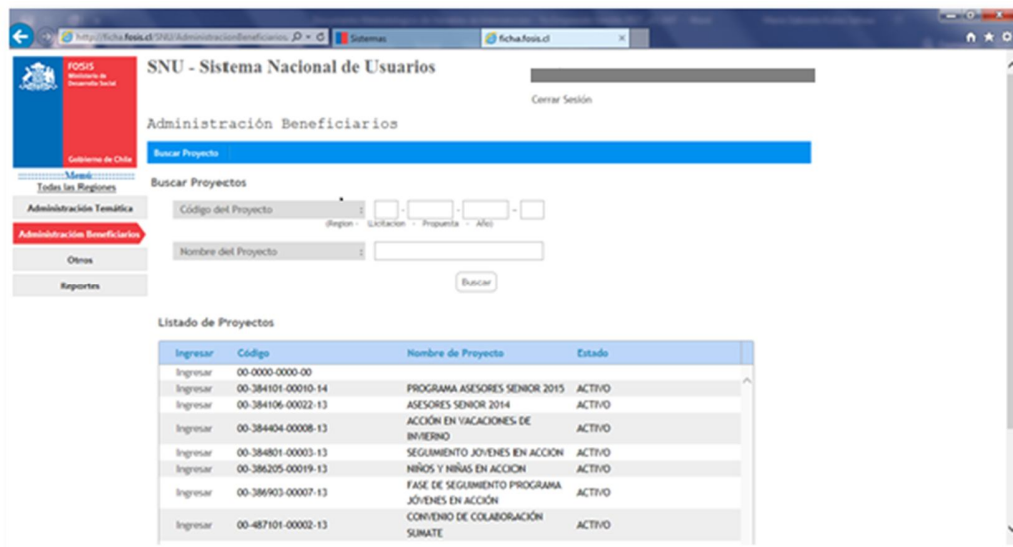 http://ficha.fosis.cl/SNU/AdministracionBeneficiarios.
Sistemas
ficha.fosis.cl
FOSIS
Ministerio de
Desarrollo Social
Gobierno de Chile
SNU - Sistema Nacional de Usuarios
Cerrar Sesión
Administración Beneficiarios
Buscar Proyecto
Menú
Todas las Regiones
Administración Temática
Administración Beneficiarios
Otros
Reportes
Buscar Proyectos
Código del Proyecto : - - -
(Region - (Licitacion - Propuesta - Año)
Nombre del Proyecto :
Buscar
Listado de Proyectos
Ingresar Código Nombre de Proyecto Estado
Ingresar 00-0000-0000-00
Ingresar 00-384101-00010-14 PROGRAMA ASESORES SENIOR 2015 ACTIVO
Ingresar 00-384106-00022-13 ASESORES SENIOR 2014 ACTIVO
Ingresar 00-384404-00008-13 ACCIÓN EN VACACIONES DE
INVIERNO ACTIVO
Ingresar 00-384801-00003-13 SEGUIMIENTO JOVENES EN ACCION ACTIVO
Ingresar 00-386205-00019-13 NIÑOS Y NIÑAS EN ACCION ACTIVO
Ingresar 00-386903-00007-13 FASE DE SEGUIMIENTO PROGRAMA
JÓVENES EN ACCIÓN ACTIVO
Ingresar 00-487101-00002-13 CONVENIO DE COLABORACIÓN
SUMATE ACTIVO